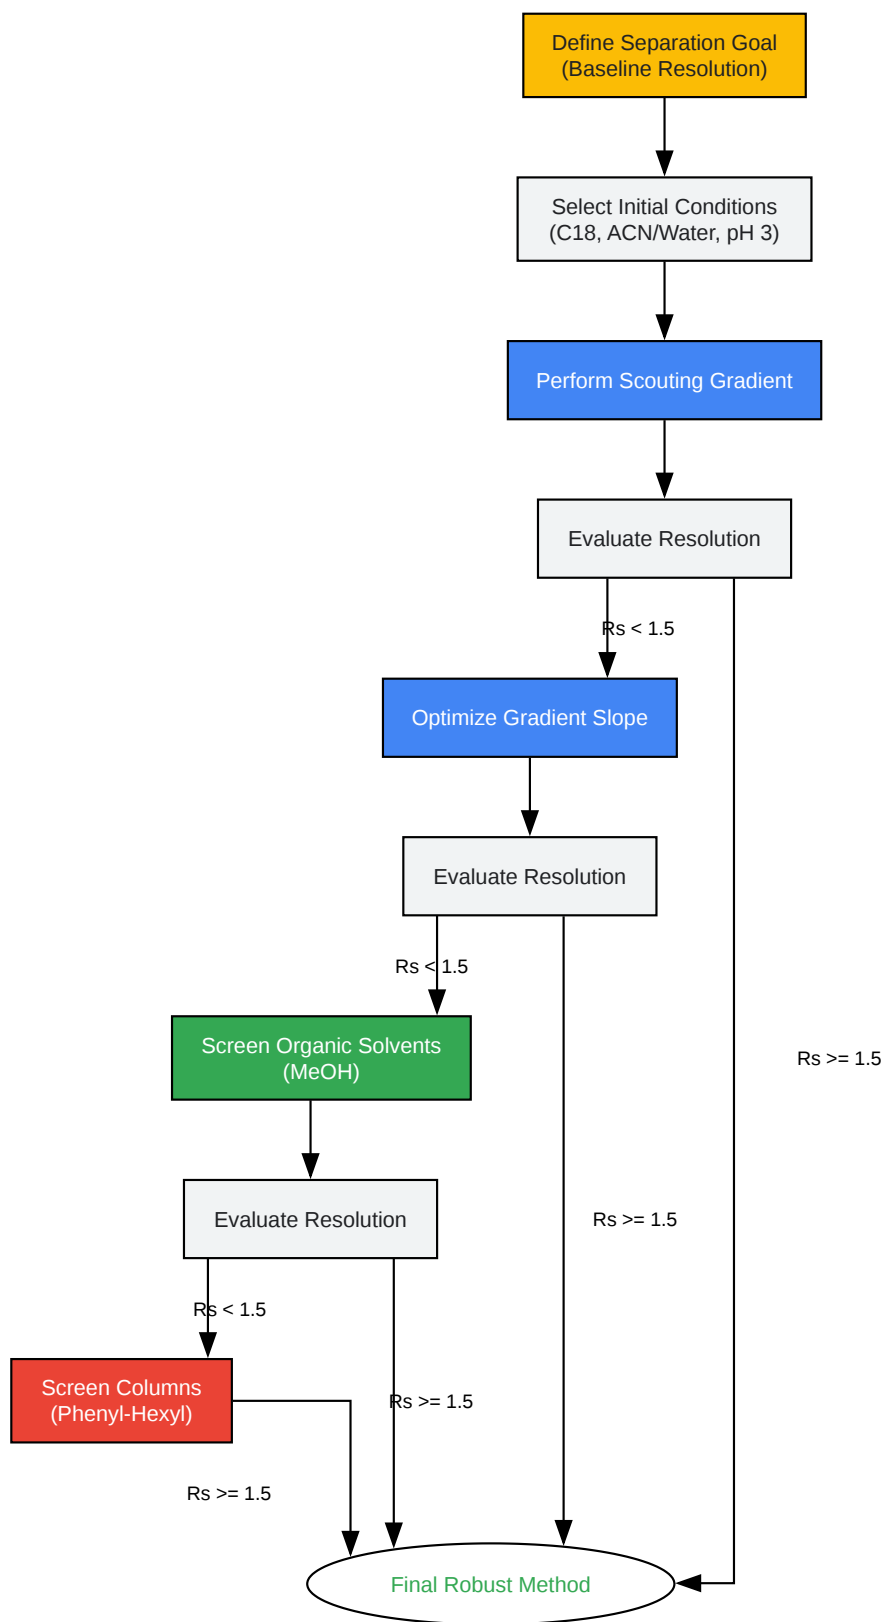 Define Separation Goal
(Baseline Resolution)
Select Initial Conditions
(C18, ACN/Water, pH 3)
Perform Scouting Gradient
Evaluate Resolution
Rs < 1.5
Optimize Gradient Slope
Evaluate Resolution
Rs < 1.5
Screen Organic Solvents
(MeOH)
Rs >= 1.5
Evaluate Resolution
Rs >= 1.5
Rs < 1.5
Screen Columns
(Phenyl-Hexyl)
Rs >= 1.5
Rs >= 1.5
Final Robust Method